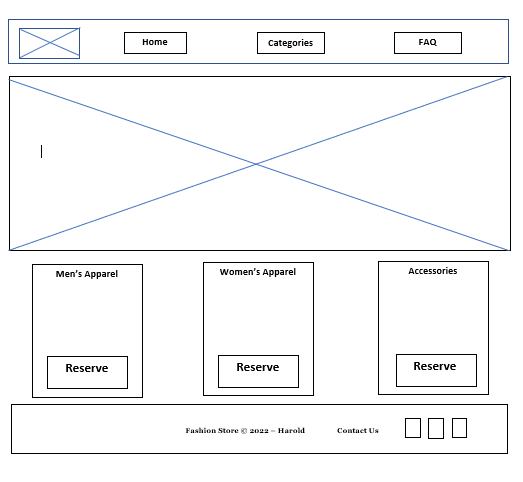 Home
Categories
FAQ
Men's Apparel
Women's Apparel
Accessories
Reserve
Reserve
Reserve
Fashion Store © 2022 – Harold
Contact Us